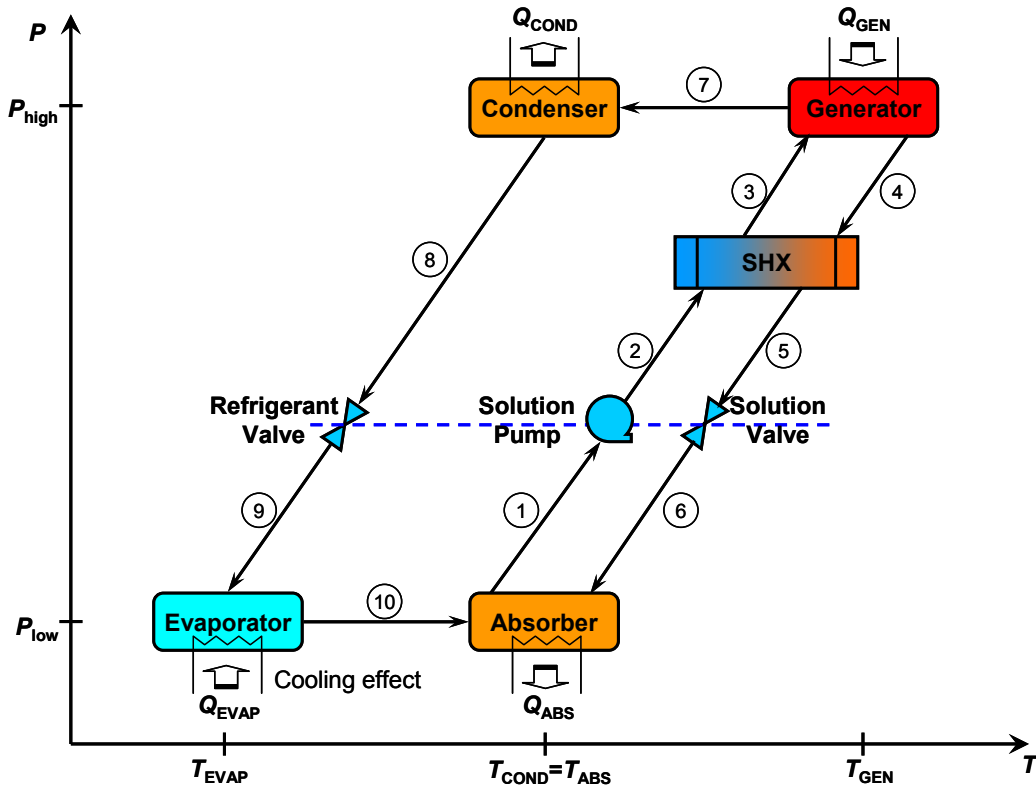 P
Q_COND
Q_GEN
P_high
Condenser
7
Generator
3
4
8
SHX
2
5
Refrigerant
Valve
Solution
Pump
Solution
Valve
9
1
6
P_low
Evaporator
10
Absorber
Cooling effect
Q_EVAP
Q_ABS
T_EVAP
T_COND=T_ABS
T_GEN
T